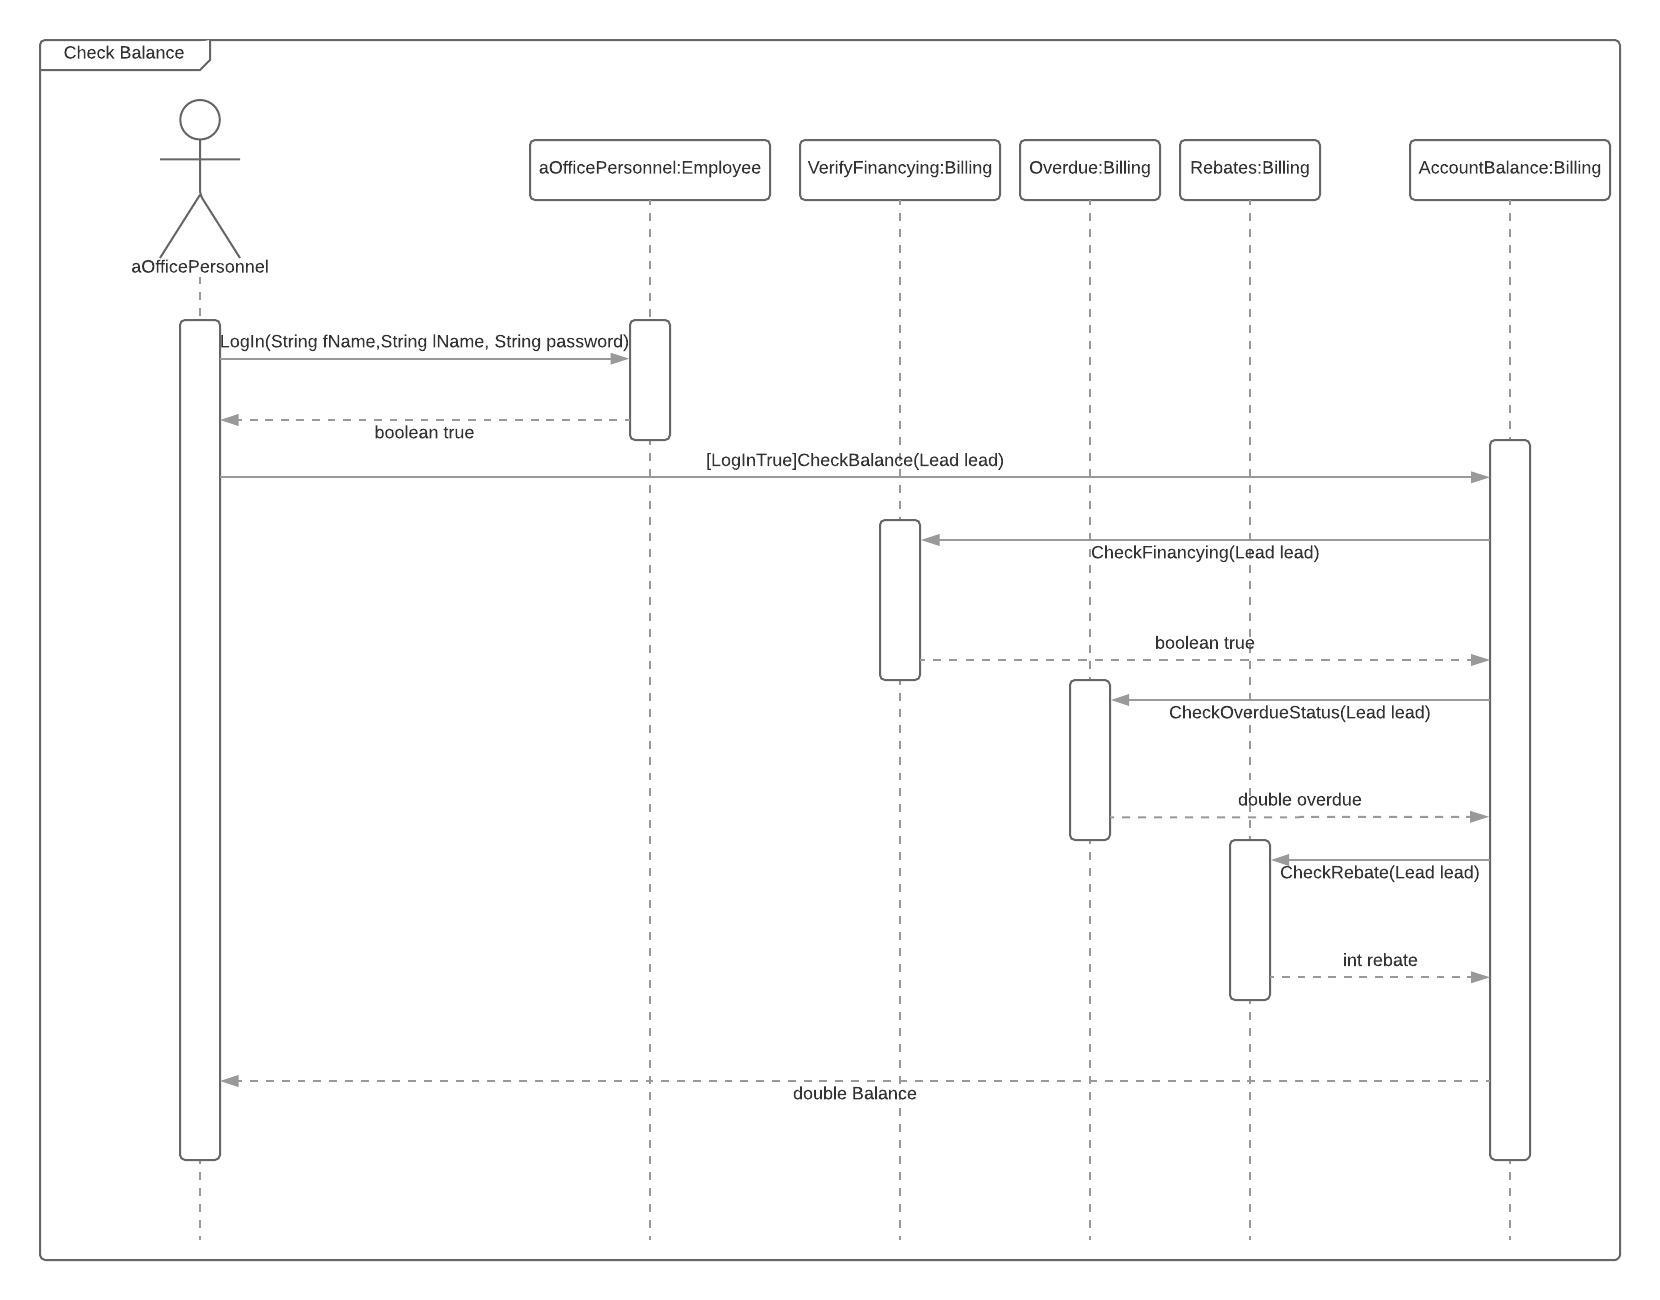 Check Balance
aOfficePersonnel:Employee
VerifyFinancying:Billing
Overdue:Billing
Rebates:Billing
AccountBalance:Billing
aOfficePersonnel
LogIn(String fName,String lName, String password)
boolean true
[LogInTrue]CheckBalance(Lead lead)
CheckFinancying(Lead lead)
boolean true
CheckOverdueStatus(Lead lead)
double overdue
CheckRebate(Lead lead)
int rebate
double Balance